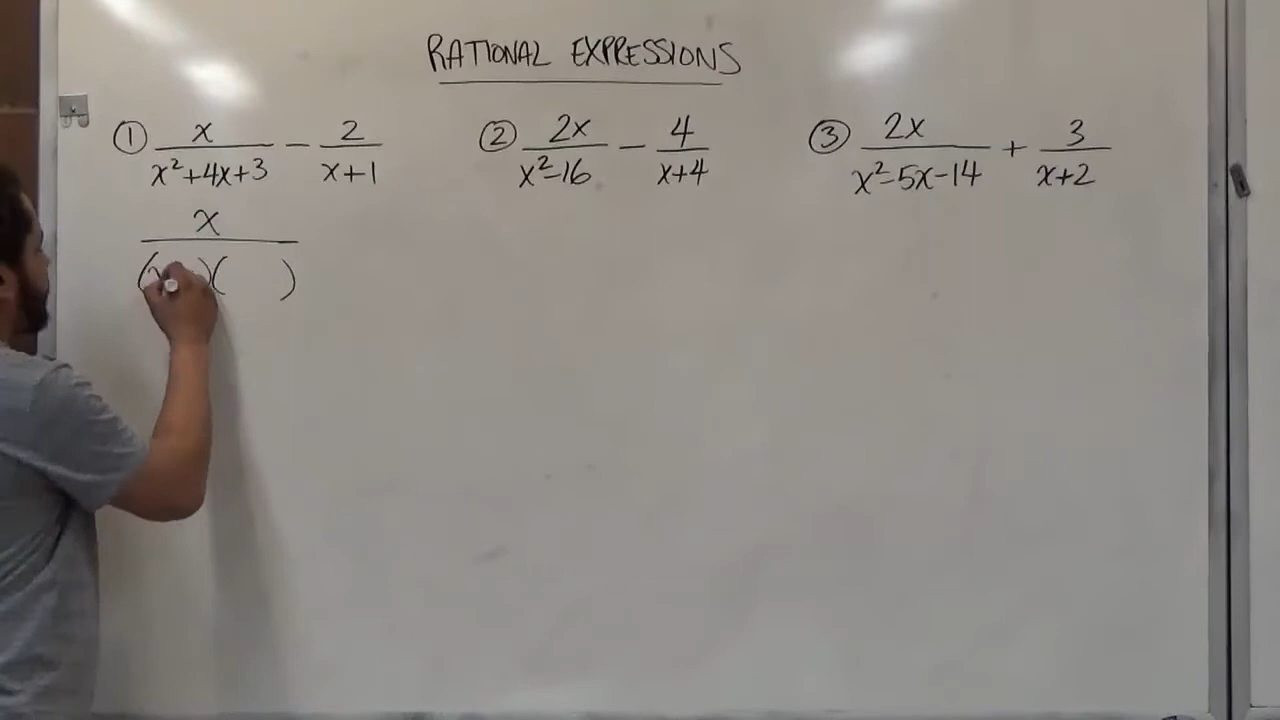 RATIONAL EXPRESSIONS
① x/(x²+4x+3) − 2/(x+1)
② 2x/(x²−16) − 4/(x+4)
③ 2x/(x²−5x−14) + 3/(x+2)
x
( )( )